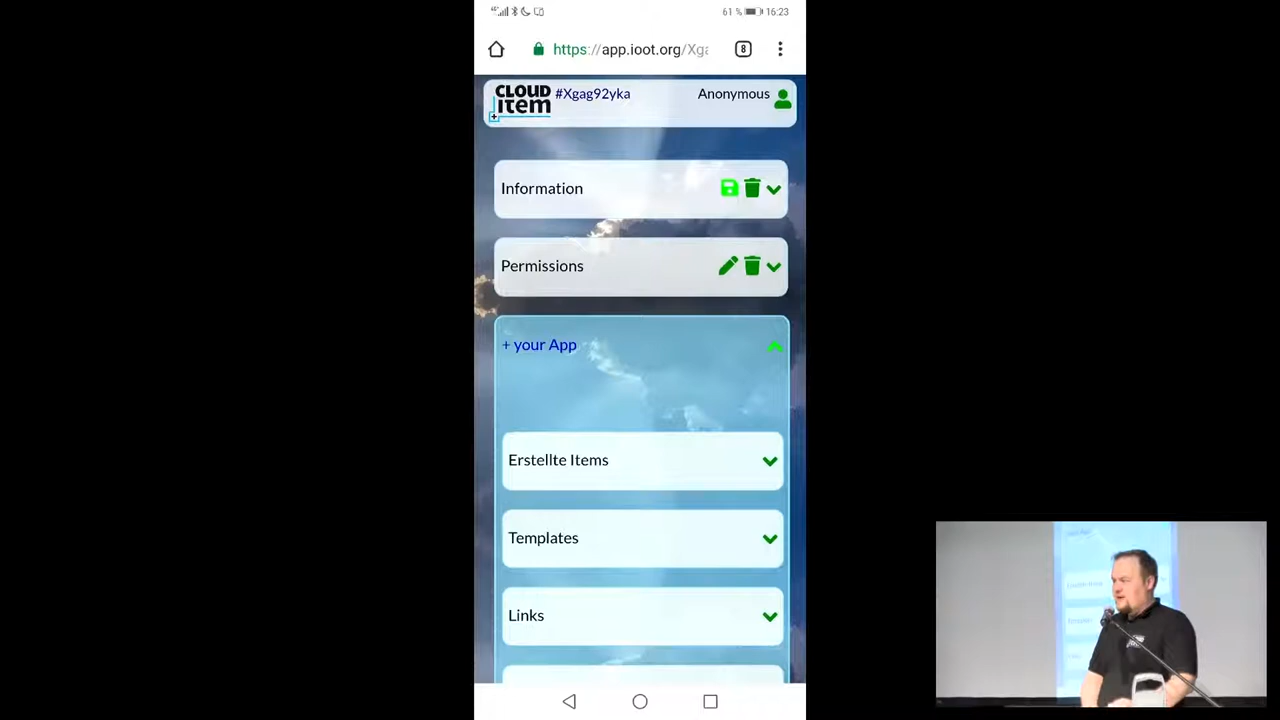 61 % 16:23
https://app.ioot.org/Xga
8
CLOUD
item
#Xgag92yka
Anonymous
Information
Permissions
+ your App
Erstellte Items
Templates
Links